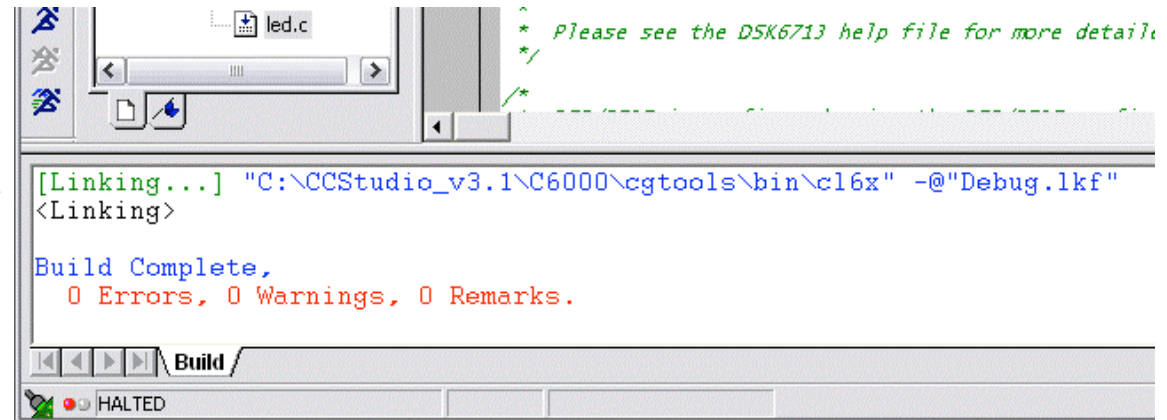 led.c
* Please see the DSK6713 help file for more detaile
*/
/*
[Linking...] "C:\CCStudio_v3.1\C6000\cgtools\bin\cl6x" -@"Debug.lkf"
<Linking>
Build Complete,
0 Errors, 0 Warnings, 0 Remarks.
Build
HALTED